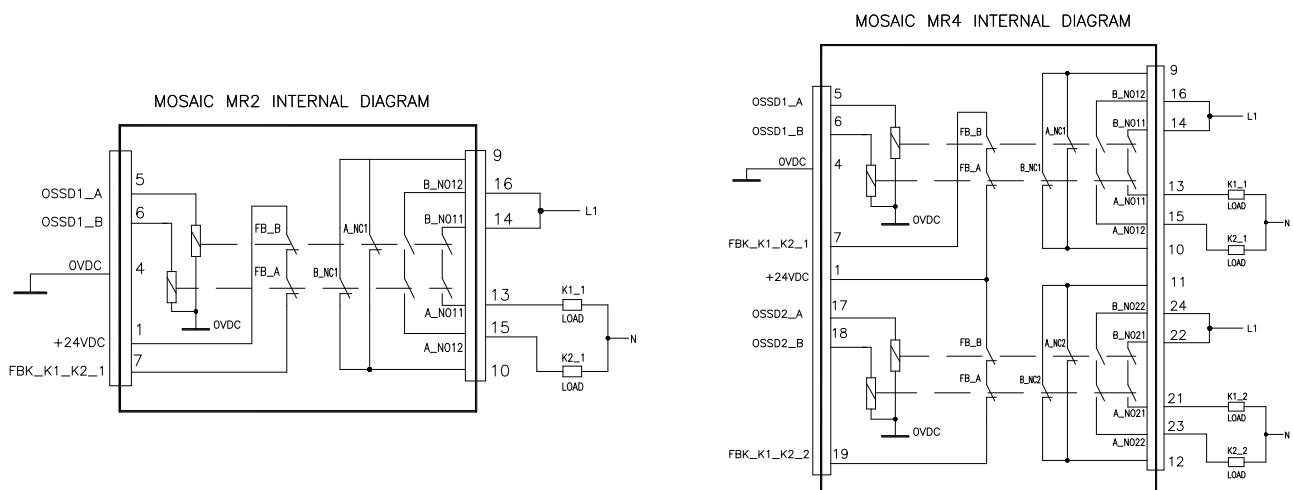 MOSAIC MR2 INTERNAL DIAGRAM
5
OSSD1_A
6
OSSD1_B
0VDC
4
1
+24VDC
7
FBK_K1_K2_1
0VDC
FB_B
FB_A
A_NC1
B_NC1
B_NO12
B_NO11
A_NO11
A_NO12
9
16
14
L1
13
K1_1
LOAD
15
N
K2_1
LOAD
10
MOSAIC MR4 INTERNAL DIAGRAM
5
OSSD1_A
6
OSSD1_B
0VDC
4
0VDC
7
FBK_K1_K2_1
+24VDC
1
17
OSSD2_A
18
OSSD2_B
0VDC
FBK_K1_K2_2
19
FB_B
FB_A
A_NC1
B_NC1
B_NO12
B_NO11
A_NO11
A_NO12
FB_B
FB_A
A_NC2
B_NC2
B_NO22
B_NO21
A_NO21
A_NO22
9
16
L1
14
13
K1_1
LOAD
15
N
K2_1
LOAD
10
11
24
L1
22
21
K1_2
LOAD
23
N
K2_2
LOAD
12